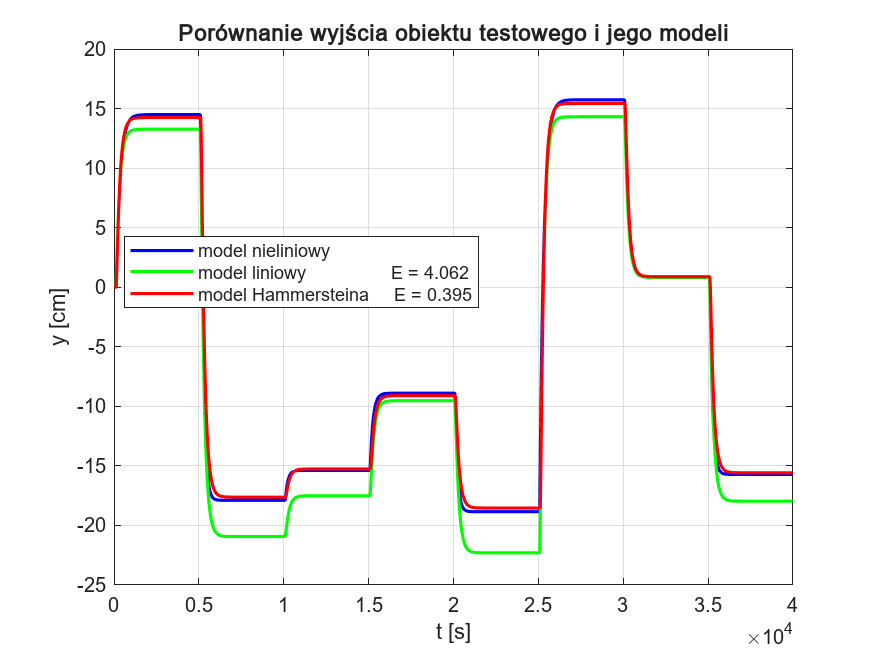 Porównanie wyjścia obiektu testowego i jego modeli
20
15
10
5
0
-5
-10
-15
-20
-25
y [cm]
model nieliniowy
model liniowy E = 4.062
model Hammersteina E = 0.395
0 0.5 1 1.5 2 2.5 3 3.5 4
t [s]
×10⁴